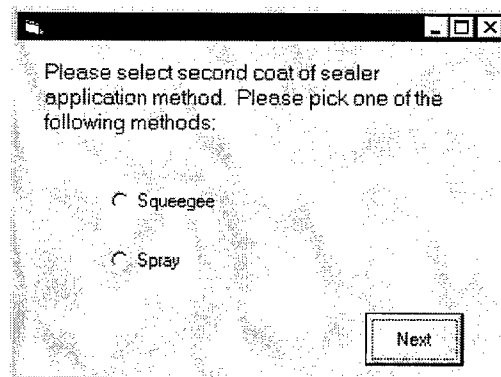 Please select second coat of sealer
application method. Please pick one of the
following methods:
Squeegee
Spray
Next